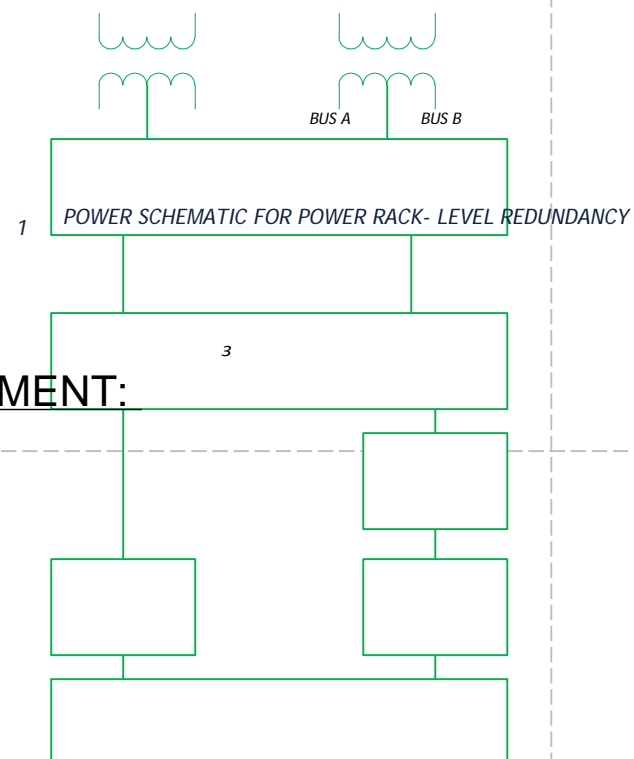 BUS A BUS B
1 POWER SCHEMATIC FOR POWER RACK- LEVEL REDUNDANCY
3
MENT: